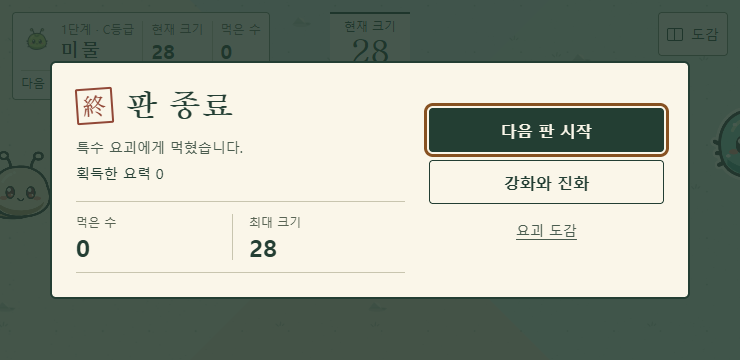 1단계 · C등급
미물
현재 크기
28
먹은 수
0
현재 크기
28
도감
다음
終
판 종료
특수 요괴에게 먹혔습니다.
획득한 요력 0
먹은 수
0
최대 크기
28
다음 판 시작
강화와 진화
요괴 도감